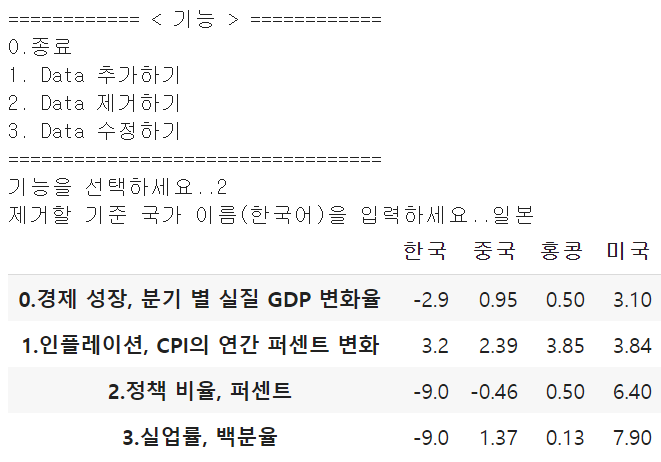 ============ < 기능 > ============
0.종료
1. Data 추가하기
2. Data 제거하기
3. Data 수정하기
==================================
기능을 선택하세요..2
제거할 기준 국가 이름(한국어)을 입력하세요..일본
한국 중국 홍콩 미국
0.경제 성장, 분기 별 실질 GDP 변화율 -2.9 0.95 0.50 3.10
1.인플레이션, CPI의 연간 퍼센트 변화 3.2 2.39 3.85 3.84
2.정책 비율, 퍼센트 -9.0 -0.46 0.50 6.40
3.실업률, 백분율 -9.0 1.37 0.13 7.90